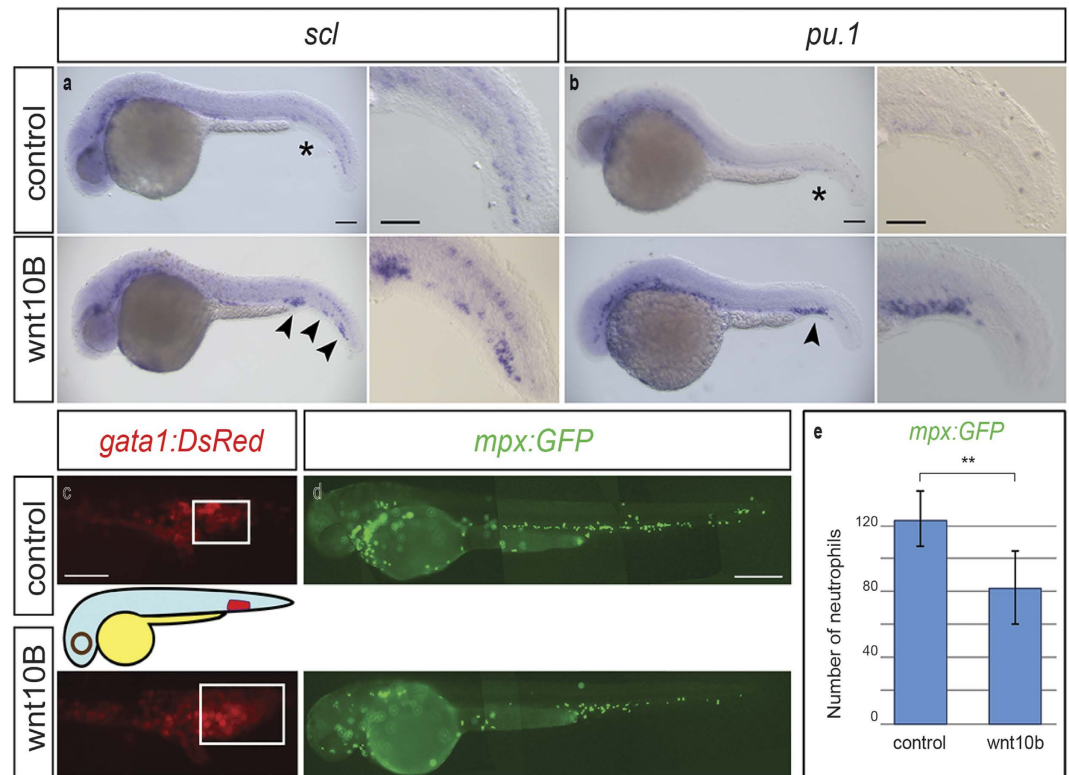 scl
pu.1
control
a
*
b
*
wnt10B
gata1:DsRed
mpx:GFP
control
c
d
wnt10B
e
mpx:GFP
**
Number of neutrophils
120
80
40
0
control
wnt10b